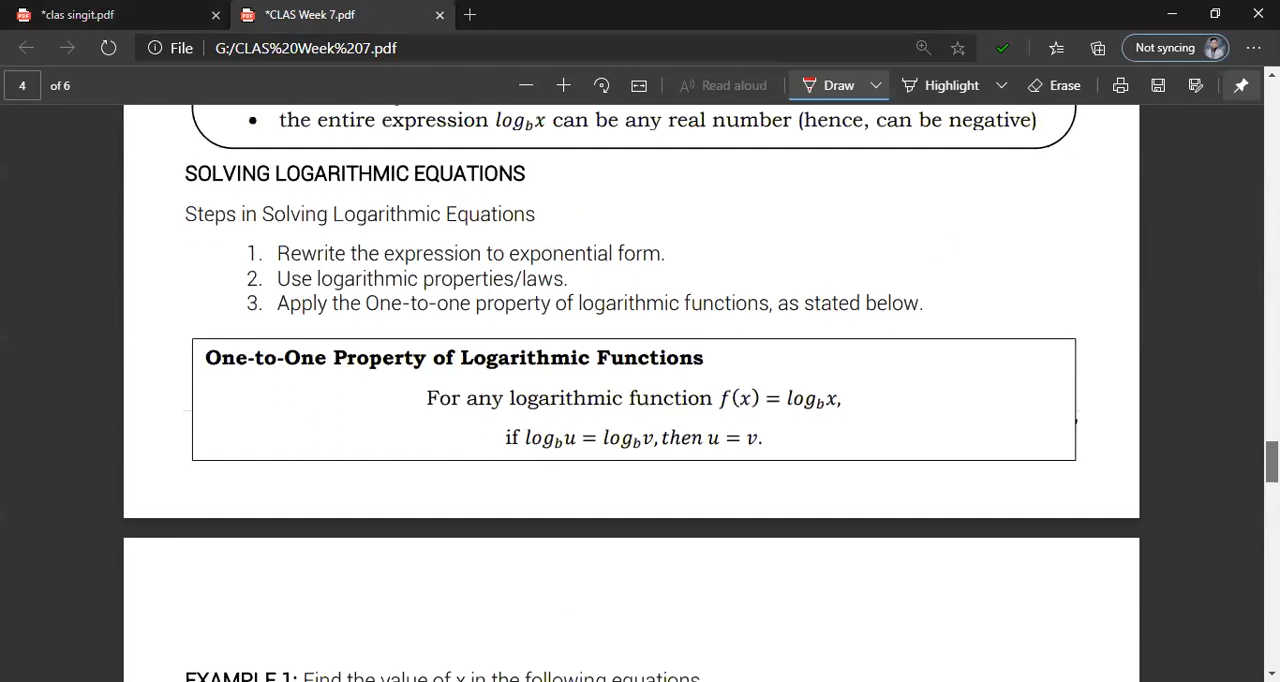 *clas singit.pdf
*CLAS Week 7.pdf
File G:/CLAS%20Week%207.pdf
Not syncing
4 of 6
Read aloud
Draw
Highlight
Erase
• the entire expression log_b x can be any real number (hence, can be negative)
SOLVING LOGARITHMIC EQUATIONS
Steps in Solving Logarithmic Equations
1. Rewrite the expression to exponential form.
2. Use logarithmic properties/laws.
3. Apply the One-to-one property of logarithmic functions, as stated below.
One-to-One Property of Logarithmic Functions
For any logarithmic function f(x) = log_b x,
if log_b u = log_b v, then u = v.
EXAMPLE 1: Find the value of x in the following equations